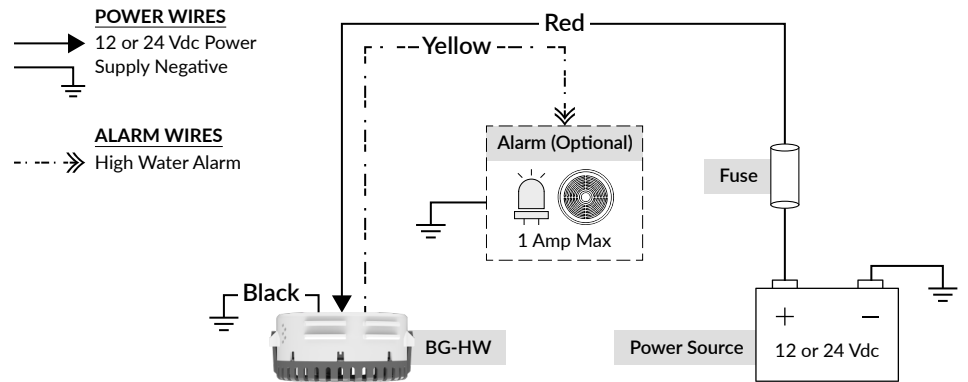 POWER WIRES
12 or 24 Vdc Power
Supply Negative
ALARM WIRES
High Water Alarm
Red
Yellow
Alarm (Optional)
1 Amp Max
Fuse
Black
BG-HW
Power Source
+ −
12 or 24 Vdc